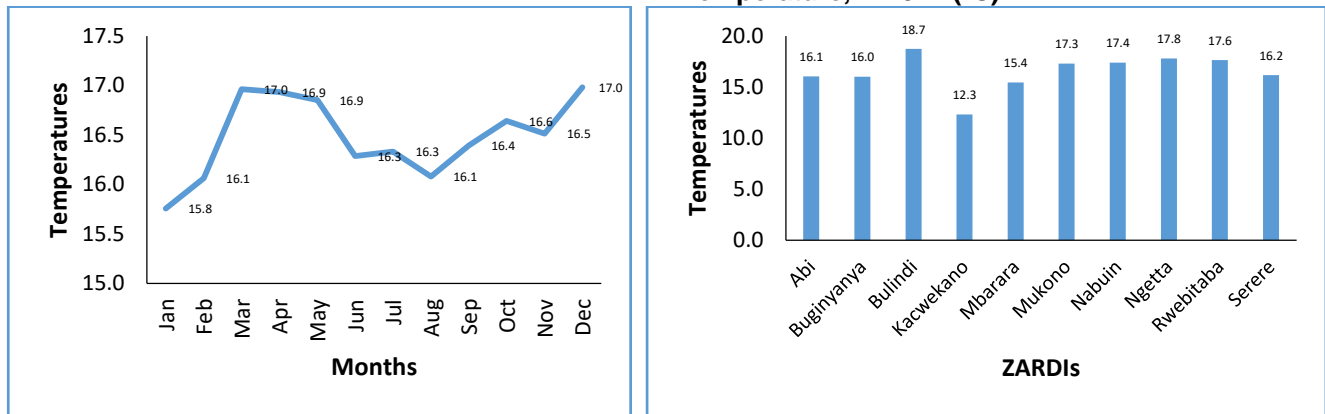 17.5
17.0
16.5
16.0
15.5
15.0
Temperatures
15.8
16.1
17.0
16.9
16.9
16.3
16.3
16.1
16.4
16.6
16.5
17.0
Jan
Feb
Mar
Apr
May
Jun
Jul
Aug
Sep
Oct
Nov
Dec
Months
20.0
15.0
10.0
5.0
0.0
Temperatures
16.1
16.0
18.7
12.3
15.4
17.3
17.4
17.8
17.6
16.2
Abi
Buginyanya
Bulindi
Kacwekano
Mbarara
Mukono
Nabuin
Ngetta
Rwebitaba
Serere
ZARDIs